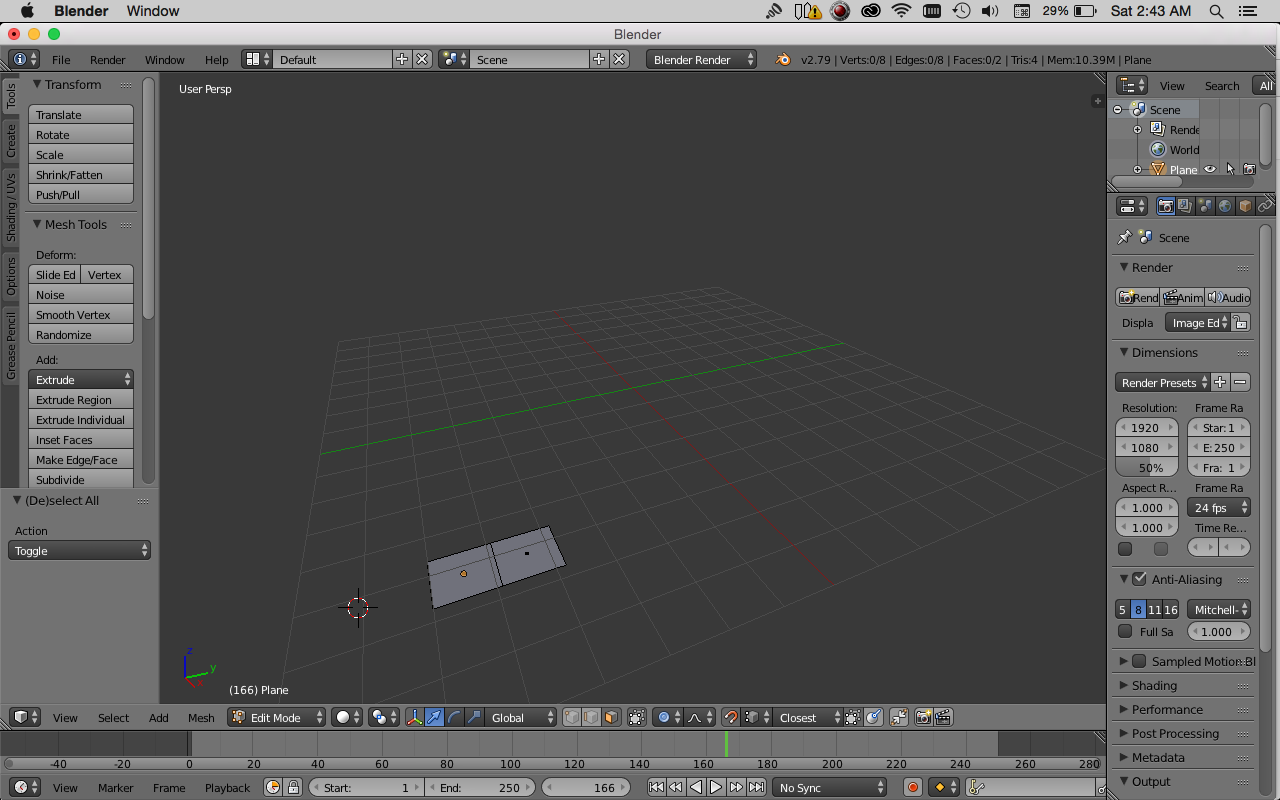 Blender Window 29% Sat 2:43 AM
Blender
File Render Window Help Default Scene Blender Render v2.79 | Verts:0/8 | Edges:0/8 | Faces:0/2 | Tris:4 | Mem:10.39M | Plane
Tools
Create
Shading / UVs
Options
Grease Pencil
Transform
Translate
Rotate
Scale
Shrink/Fatten
Push/Pull
Mesh Tools
Deform:
Slide Ed Vertex
Noise
Smooth Vertex
Randomize
Add:
Extrude
Extrude Region
Extrude Individual
Inset Faces
Make Edge/Face
Subdivide
(De)select All
Action
Toggle
User Persp
z
y
(166) Plane
View Select Add Mesh Edit Mode Global Closest
-40 -20 0 20 40 60 80 100 120 140 160 180 200 220 240 260 280
View Marker Frame Playback Start: 1 End: 250 166 No Sync
View Search All
Scene
Rende
World
Plane
Scene
Render
Rend Anim Audio
Displa Image Ed
Dimensions
Render Presets
Resolution: Frame Ra
1920 Star: 1
1080 E: 250
50% Fra: 1
Aspect R... Frame Ra
1.000 24 fps
1.000 Time Re...
Anti-Aliasing
5 8 11 16 Mitchell-
Full Sa 1.000
Sampled Motion Bl
Shading
Performance
Post Processing
Metadata
Output